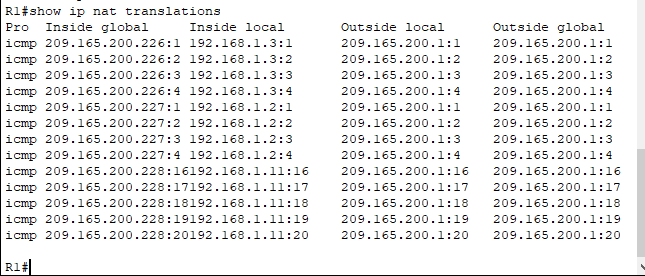 R1#show ip nat translations
Pro  Inside global     Inside local       Outside local      Outside global
icmp 209.165.200.226:1 192.168.1.3:1      209.165.200.1:1    209.165.200.1:1
icmp 209.165.200.226:2 192.168.1.3:2      209.165.200.1:2    209.165.200.1:2
icmp 209.165.200.226:3 192.168.1.3:3      209.165.200.1:3    209.165.200.1:3
icmp 209.165.200.226:4 192.168.1.3:4      209.165.200.1:4    209.165.200.1:4
icmp 209.165.200.227:1 192.168.1.2:1      209.165.200.1:1    209.165.200.1:1
icmp 209.165.200.227:2 192.168.1.2:2      209.165.200.1:2    209.165.200.1:2
icmp 209.165.200.227:3 192.168.1.2:3      209.165.200.1:3    209.165.200.1:3
icmp 209.165.200.227:4 192.168.1.2:4      209.165.200.1:4    209.165.200.1:4
icmp 209.165.200.228:16192.168.1.11:16    209.165.200.1:16   209.165.200.1:16
icmp 209.165.200.228:17192.168.1.11:17    209.165.200.1:17   209.165.200.1:17
icmp 209.165.200.228:18192.168.1.11:18    209.165.200.1:18   209.165.200.1:18
icmp 209.165.200.228:19192.168.1.11:19    209.165.200.1:19   209.165.200.1:19
icmp 209.165.200.228:20192.168.1.11:20    209.165.200.1:20   209.165.200.1:20
R1#